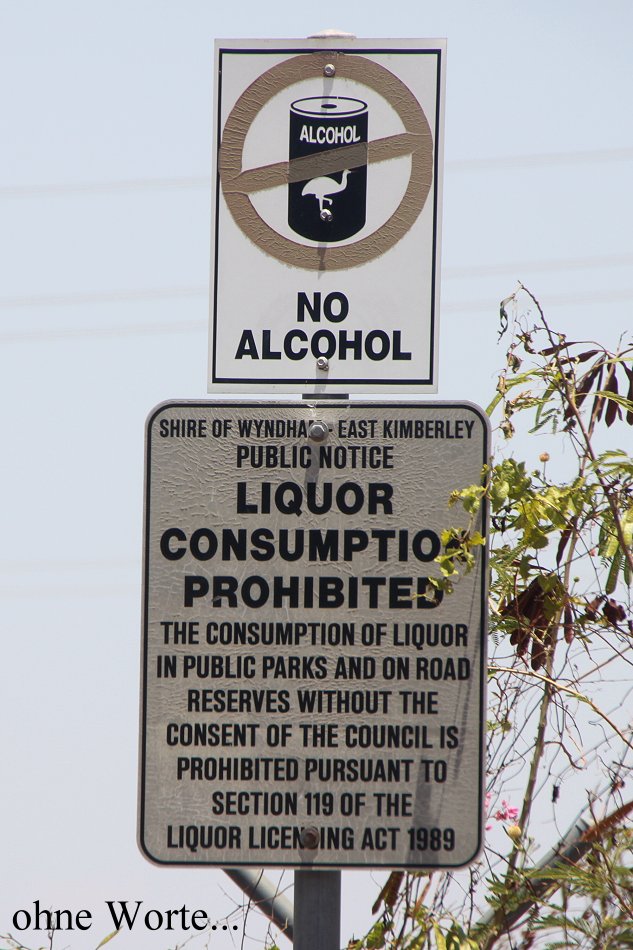 ALCOHOL
NO
ALCOHOL
SHIRE OF WYNDHAM - EAST KIMBERLEY
PUBLIC NOTICE
LIQUOR
CONSUMPTION
PROHIBITED
THE CONSUMPTION OF LIQUOR
IN PUBLIC PARKS AND ON ROAD
RESERVES WITHOUT THE
CONSENT OF THE COUNCIL IS
PROHIBITED PURSUANT TO
SECTION 119 OF THE
LIQUOR LICENSING ACT 1989
ohne Worte...